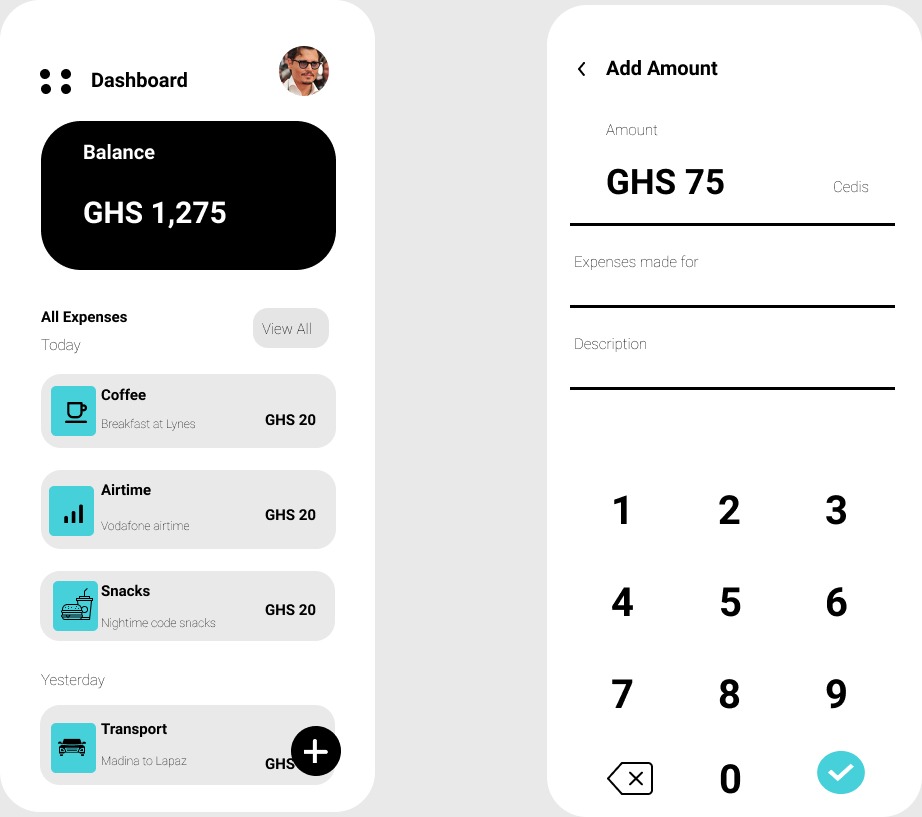 Dashboard
Balance
GHS 1,275
All Expenses
View All
Today
Coffee
Breakfast at Lynes
GHS 20
Airtime
Vodafone airtime
GHS 20
Snacks
Nightime code snacks
GHS 20
Yesterday
Transport
Madina to Lapaz
GHS
Add Amount
Amount
GHS 75
Cedis
Expenses made for
Description
1 2 3
4 5 6
7 8 9
0